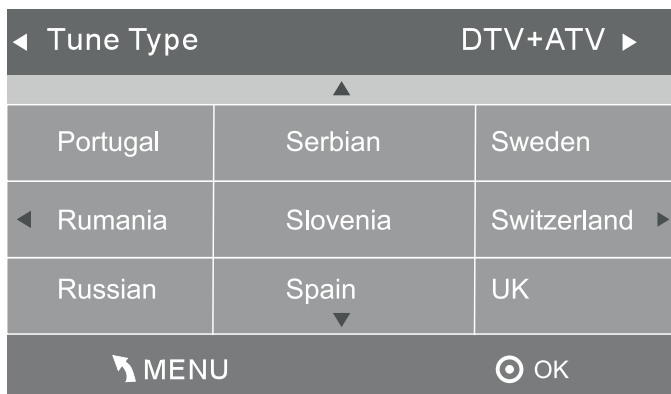 Tune Type DTV+ATV
Portugal Serbian Sweden
Rumania Slovenia Switzerland
Russian Spain UK
MENU OK